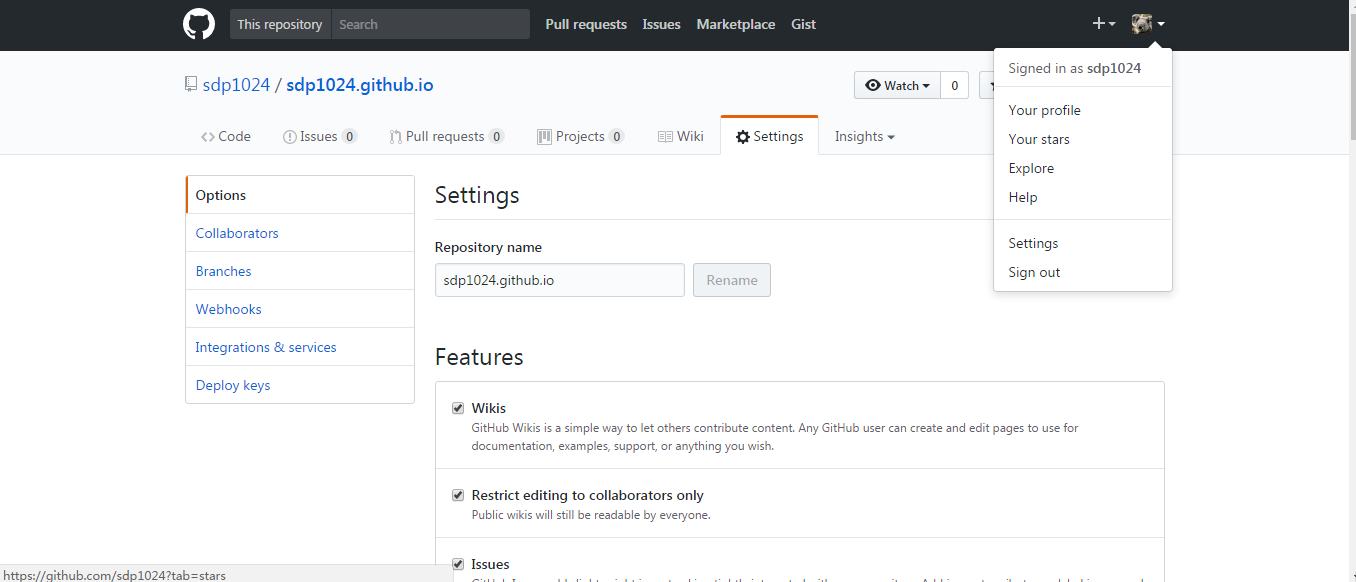 This repository Search Pull requests Issues Marketplace Gist
Signed in as sdp1024
Your profile
Your stars
Explore
Help
Settings
Sign out
sdp1024 / sdp1024.github.io
Watch 0
Code Issues 0 Pull requests 0 Projects 0 Wiki Settings Insights
Options
Collaborators
Branches
Webhooks
Integrations & services
Deploy keys
Settings
Repository name
sdp1024.github.io Rename
Features
Wikis
GitHub Wikis is a simple way to let others contribute content. Any GitHub user can create and edit pages to use for
documentation, examples, support, or anything you wish.
Restrict editing to collaborators only
Public wikis will still be readable by everyone.
Issues
https://github.com/sdp1024?tab=stars